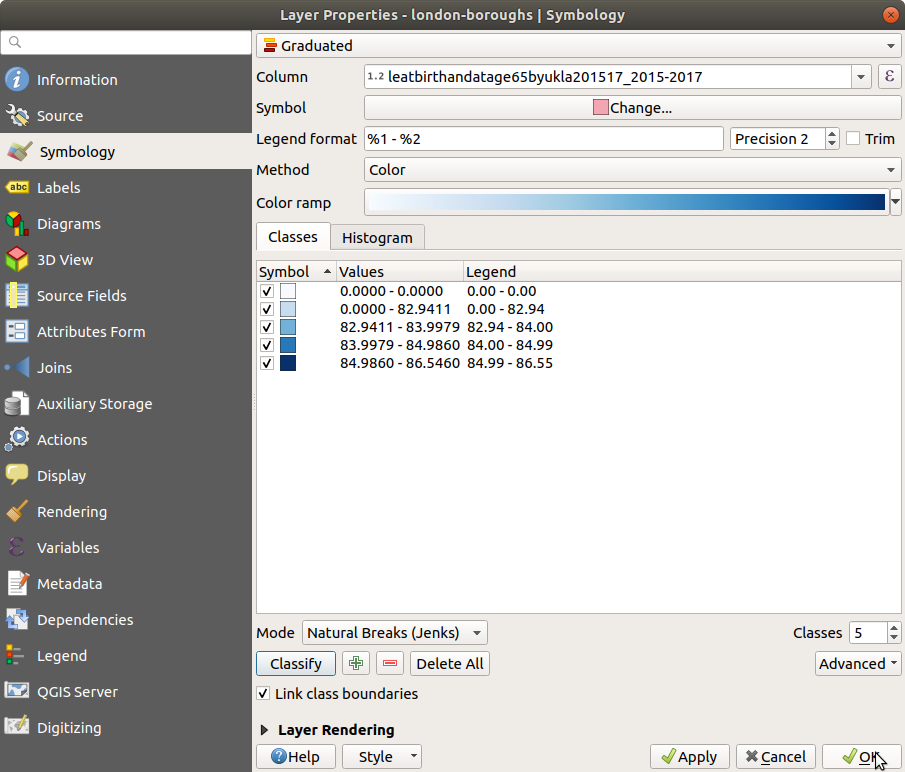 Layer Properties - london-boroughs | Symbology
Information
Source
Symbology
abc Labels
Diagrams
3D View
Source Fields
Attributes Form
Joins
Auxiliary Storage
Actions
Display
Rendering
Variables
Metadata
Dependencies
Legend
QGIS Server
Digitizing
Graduated
Column 1.2 leatbirthandatage65byukla201517_2015-2017 ε
Symbol Change...
Legend format %1 - %2 Precision 2 Trim
Method Color
Color ramp
Classes Histogram
Symbol Values Legend
0.0000 - 0.0000 0.00 - 0.00
0.0000 - 82.9411 0.00 - 82.94
82.9411 - 83.9979 82.94 - 84.00
83.9979 - 84.9860 84.00 - 84.99
84.9860 - 86.5460 84.99 - 86.55
Mode Natural Breaks (Jenks) Classes 5
Classify Delete All Advanced
Link class boundaries
Layer Rendering
Help Style Apply Cancel OK